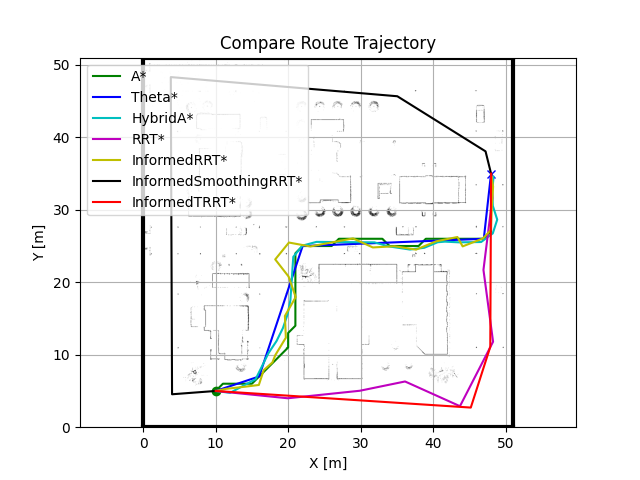 Compare Route Trajectory
50
40
30
20
10
0
Y [m]
A*
Theta*
HybridA*
RRT*
InformedRRT*
InformedSmoothingRRT*
InformedTRRT*
0 10 20 30 40 50
X [m]